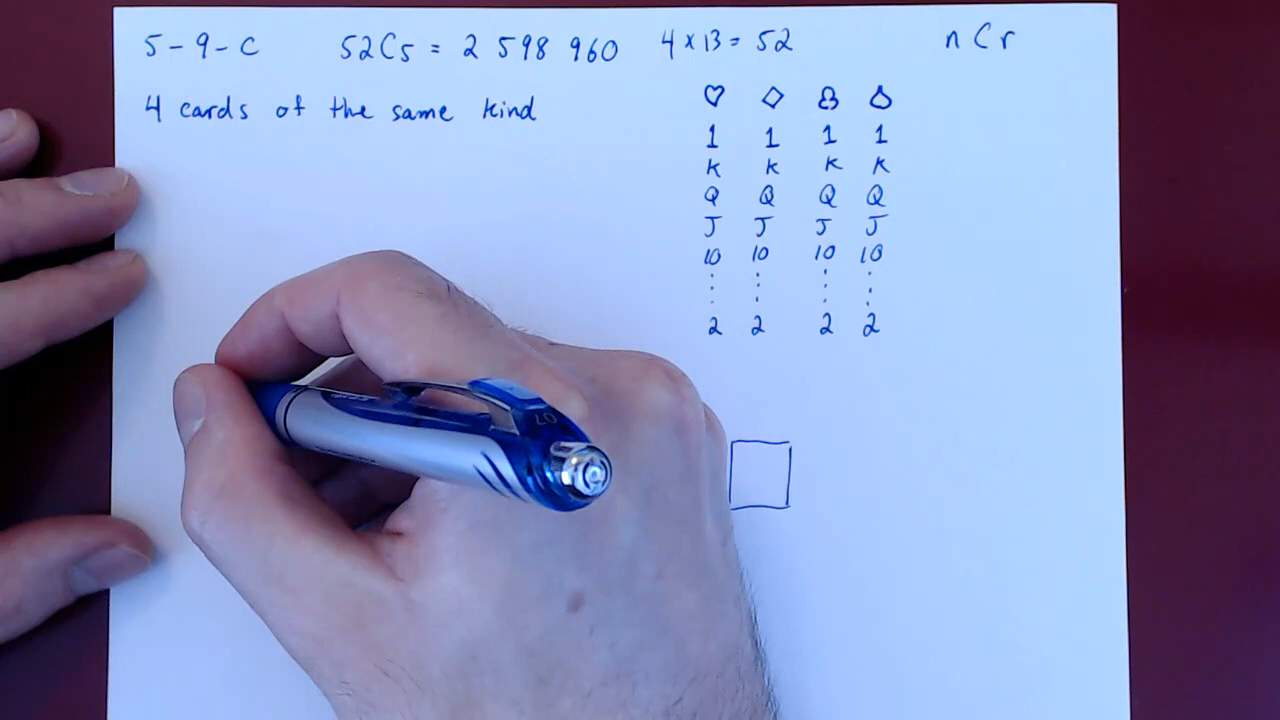 5-9-C 52C5 = 2 598 960 4 x 13 = 52 n C r
4 cards of the same kind
♡ ◇ ♧ ♤
1 1 1 1
K K K K
Q Q Q Q
J J J J
10 10 10 10
2 2 2 2
07